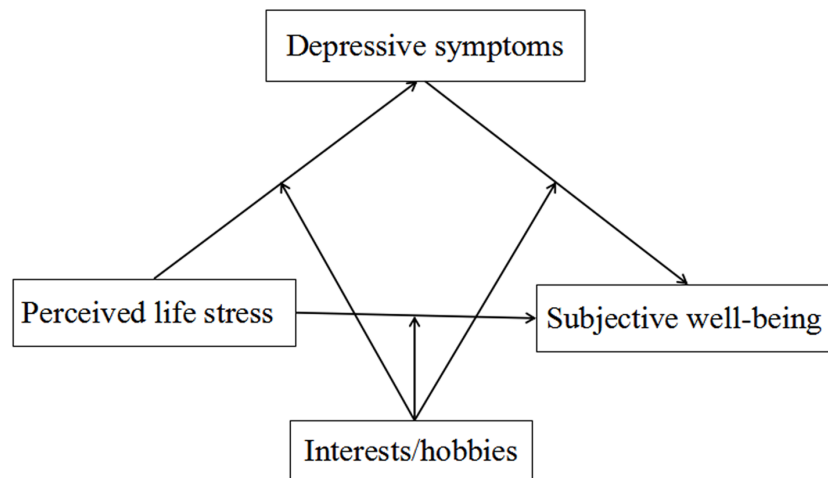 Depressive symptoms
Perceived life stress
Subjective well-being
Interests/hobbies